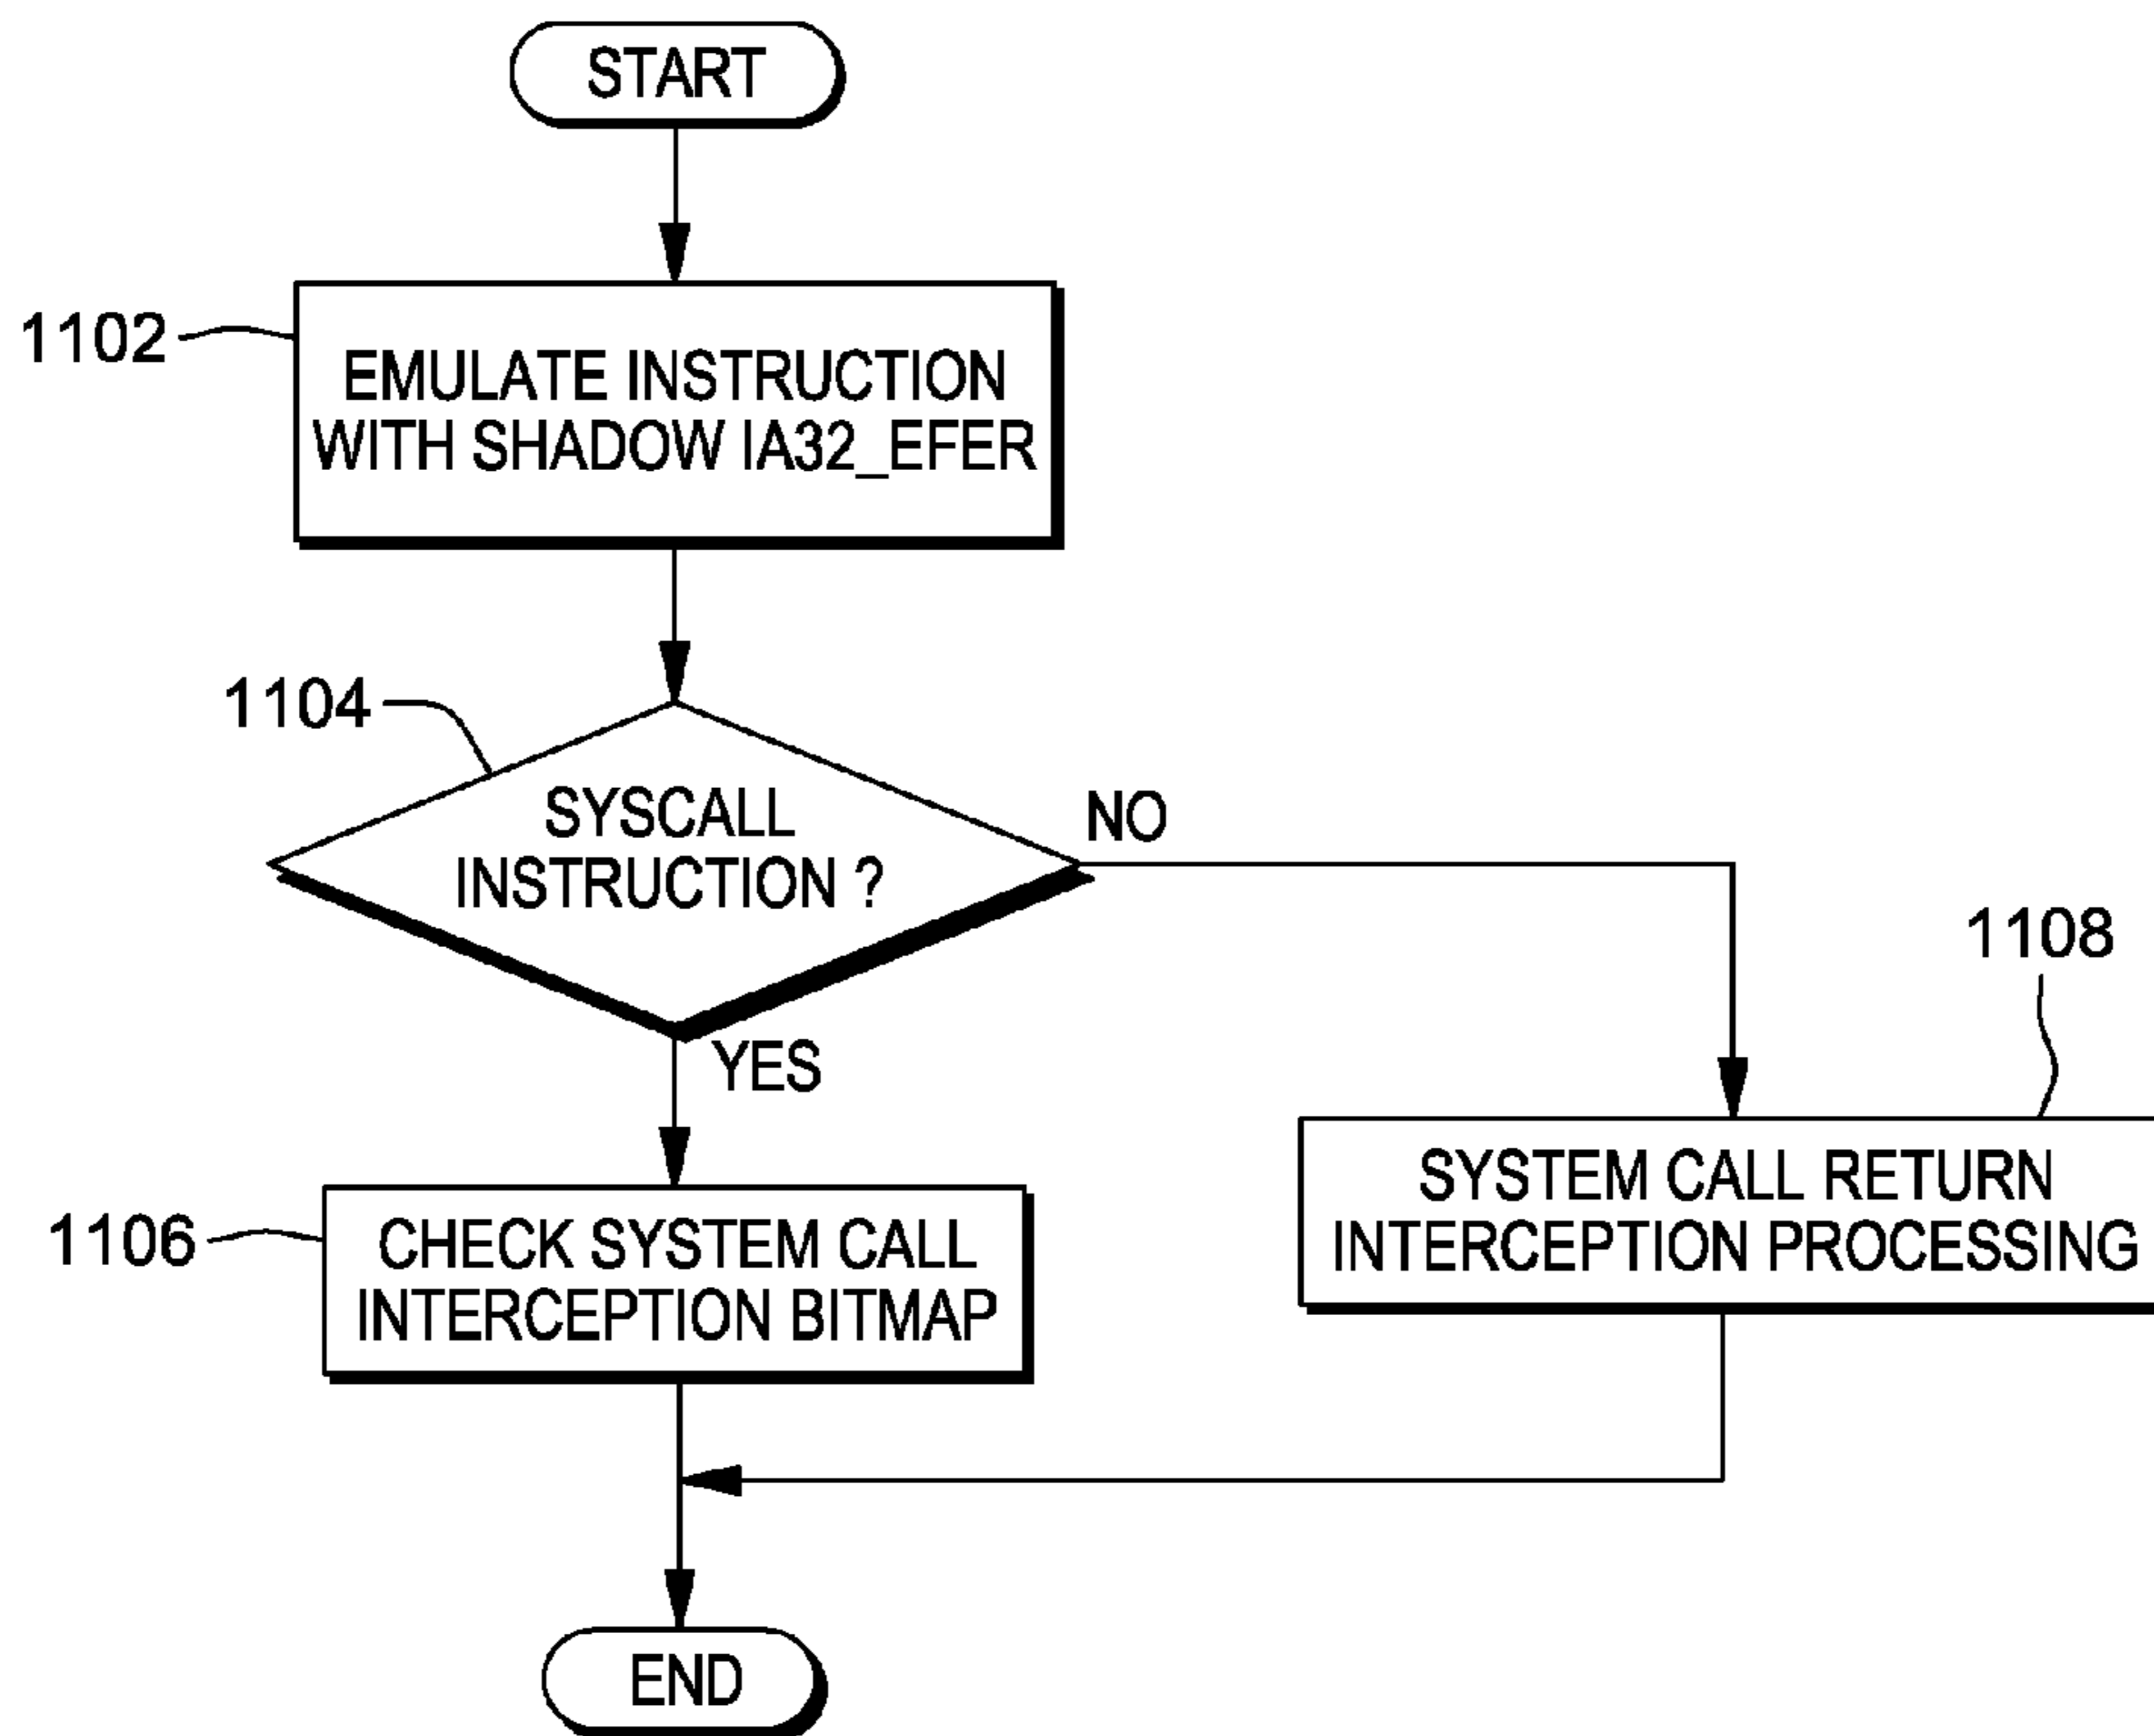 START
1102
EMULATE INSTRUCTION
WITH SHADOW IA32_EFER
1104
SYSCALL
INSTRUCTION ?
NO
YES
1108
SYSTEM CALL RETURN
INTERCEPTION PROCESSING
1106
CHECK SYSTEM CALL
INTERCEPTION BITMAP
END